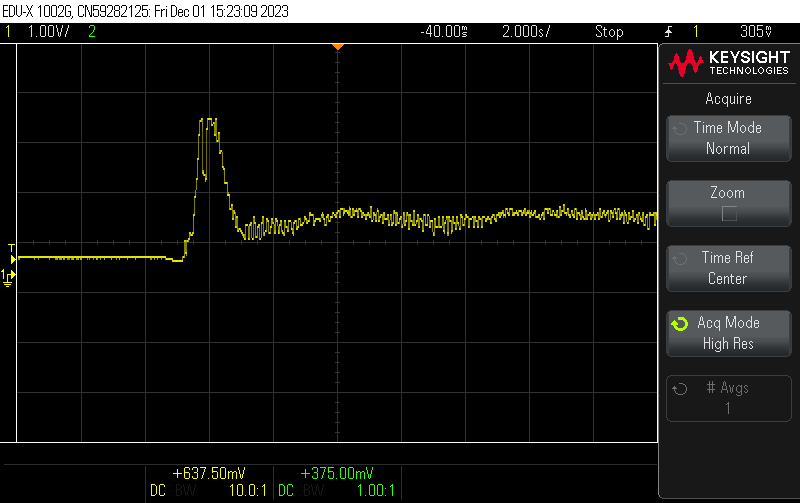 EDU-X 1002G, CN59282125: Fri Dec 01 15:23:09 2023
1 1.00V/ 2 -40.00ms 2.000s/ Stop 1 305mV
KEYSIGHT
TECHNOLOGIES
Acquire
Time Mode
Normal
Zoom
Time Ref
Center
Acq Mode
High Res
# Avgs
1
T
1
+637.50mV +375.00mV
DC BW 10.0:1 DC BW 1.00:1